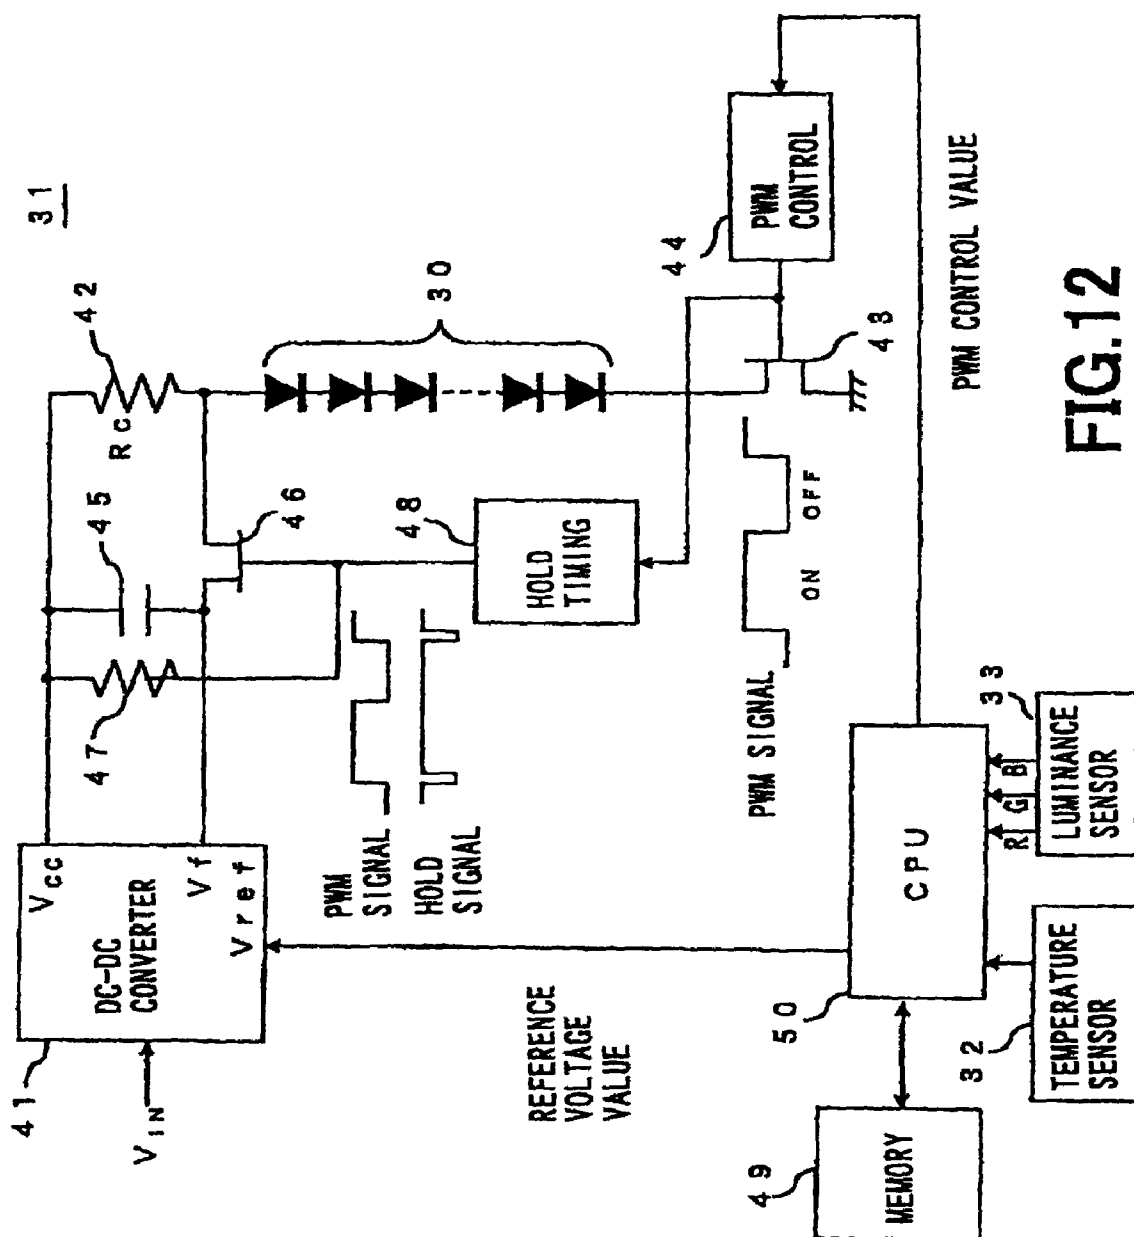 31
42
Rc
45
47
46
30
41
VIN
DC-DC
CONVERTER
Vcc
Vf
Vref
PWM
SIGNAL
HOLD
SIGNAL
48
HOLD
TIMING
44
PWM
CONTROL
43
PWM SIGNAL
ON
OFF
REFERENCE
VOLTAGE
VALUE
PWM CONTROL VALUE
50
CPU
49
MEMORY
32
TEMPERATURE
SENSOR
R
G
B
33
LUMINANCE
SENSOR
FIG.12